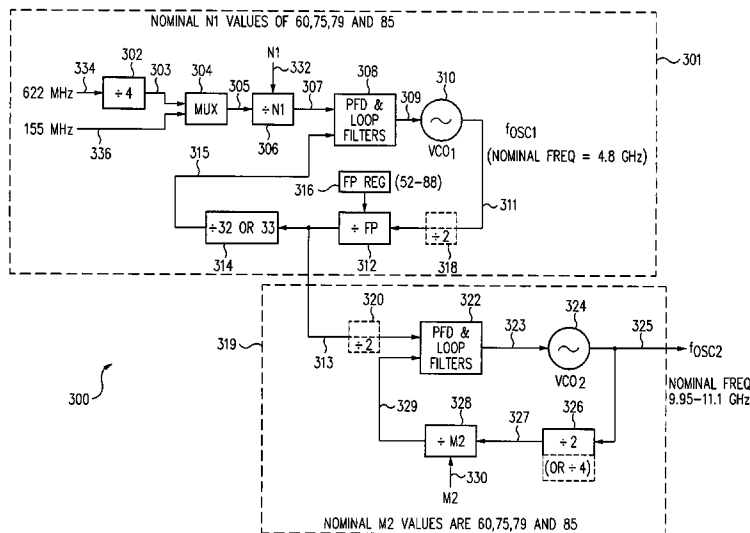 NOMINAL N1 VALUES OF 60,75,79 AND 85
301
302
334
303
304
N1
332
308
310
622 MHz
÷4
305
307
309
MUX
÷N1
PFD &
LOOP
FILTERS
155 MHz
336
306
VCO1
fOSC1
(NOMINAL FREQ = 4.8 GHz)
315
316
FP REG
(52–88)
311
÷32 OR 33
÷ FP
÷2
314
312
318
319
320
322
324
325
÷2
PFD &
LOOP
FILTERS
323
fOSC2
313
VCO2
NOMINAL FREQ
9.95–11.1 GHz
300
329
328
327
326
÷ M2
÷2
(OR ÷4)
330
M2
NOMINAL M2 VALUES ARE 60,75,79 AND 85